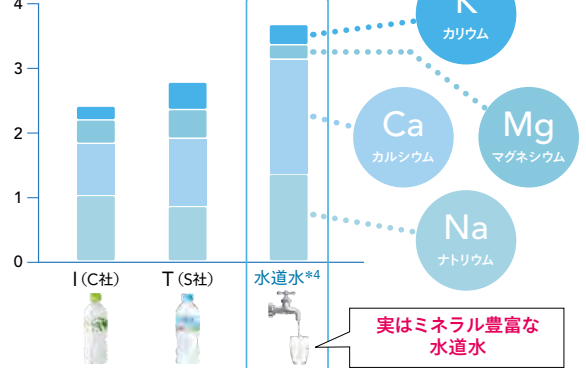 4
3
2
1
0
K
カリウム
Ca
カルシウム
Mg
マグネシウム
Na
ナトリウム
I（C社）
T（S社）
水道水*4
実はミネラル豊富な
水道水